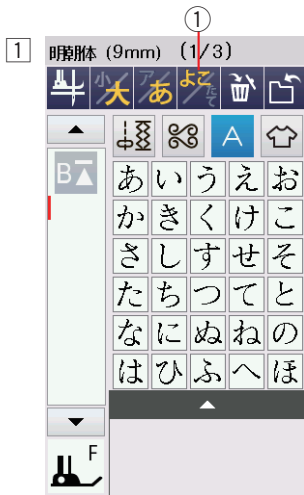 ①
1 明朝体 (9mm) (1/3)
小 大 ア あ よこ たて
A
B
あ い う え お
か き く け こ
さ し す せ そ
た ち つ て と
な に ぬ ね の
は ひ ふ へ ほ
F